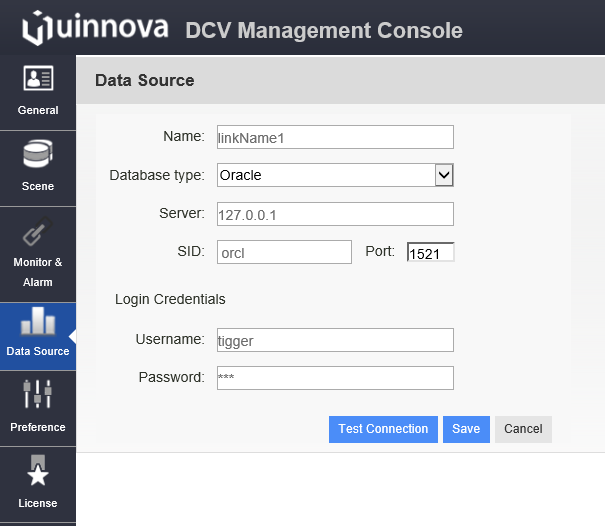 uinnova DCV Management Console
General
Scene
Monitor &
Alarm
Data Source
Preference
License
Data Source
Name: linkName1
Database type: Oracle
Server: 127.0.0.1
SID: orcl Port: 1521
Login Credentials
Username: tigger
Password: ***
Test Connection Save Cancel